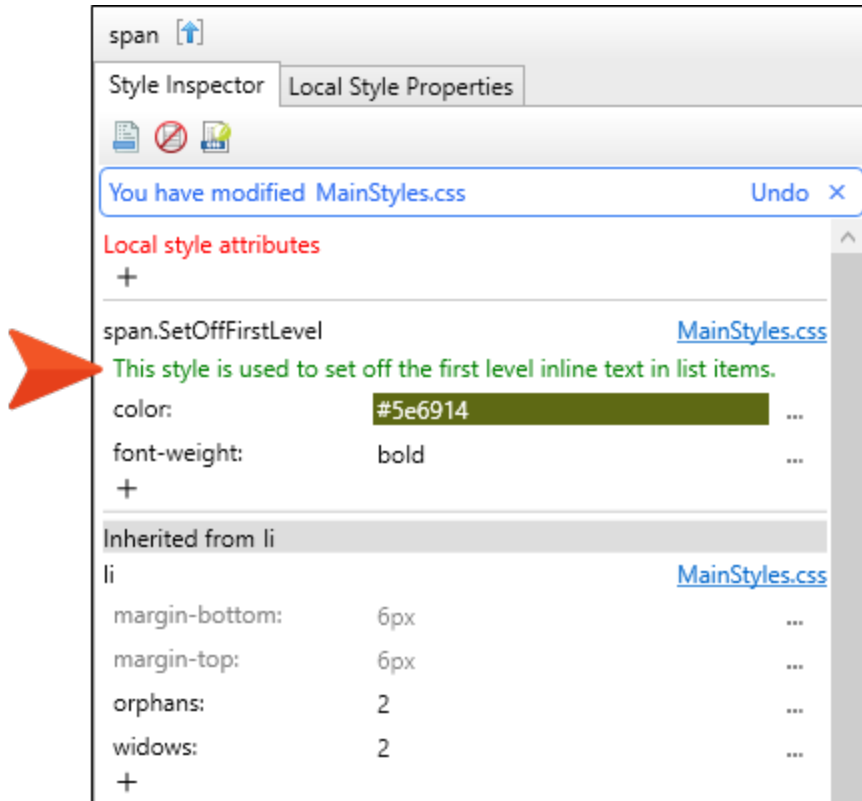 span
Style Inspector Local Style Properties
You have modified MainStyles.css Undo ×
Local style attributes
+
span.SetOffFirstLevel MainStyles.css
This style is used to set off the first level inline text in list items.
color: #5e6914 ...
font-weight: bold ...
+
Inherited from li
li MainStyles.css
margin-bottom: 6px ...
margin-top: 6px ...
orphans: 2 ...
widows: 2 ...
+